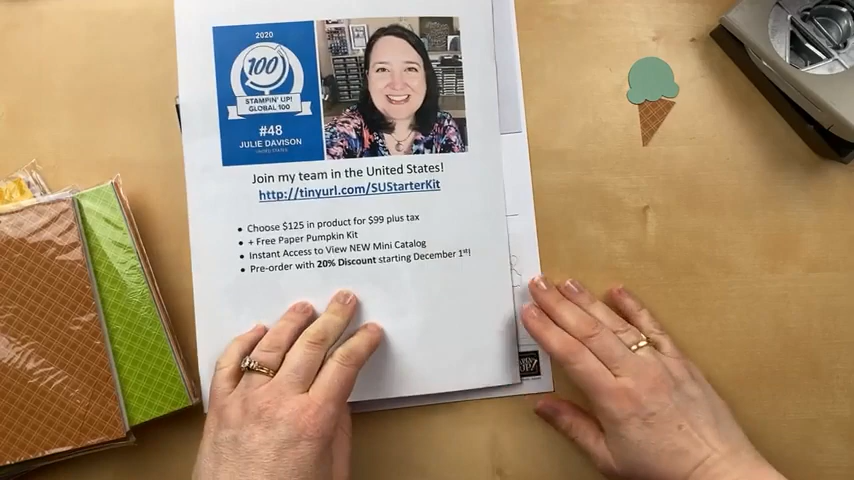 2020
100
STAMPIN' UP!
GLOBAL 100
#48
JULIE DAVISON
UNITED STATES
Join my team in the United States!
http://tinyurl.com/SUStarterKit
• Choose $125 in product for $99 plus tax
• + Free Paper Pumpkin Kit
• Instant Access to View NEW Mini Catalog
• Pre-order with 20% Discount starting December 1st!
UP!